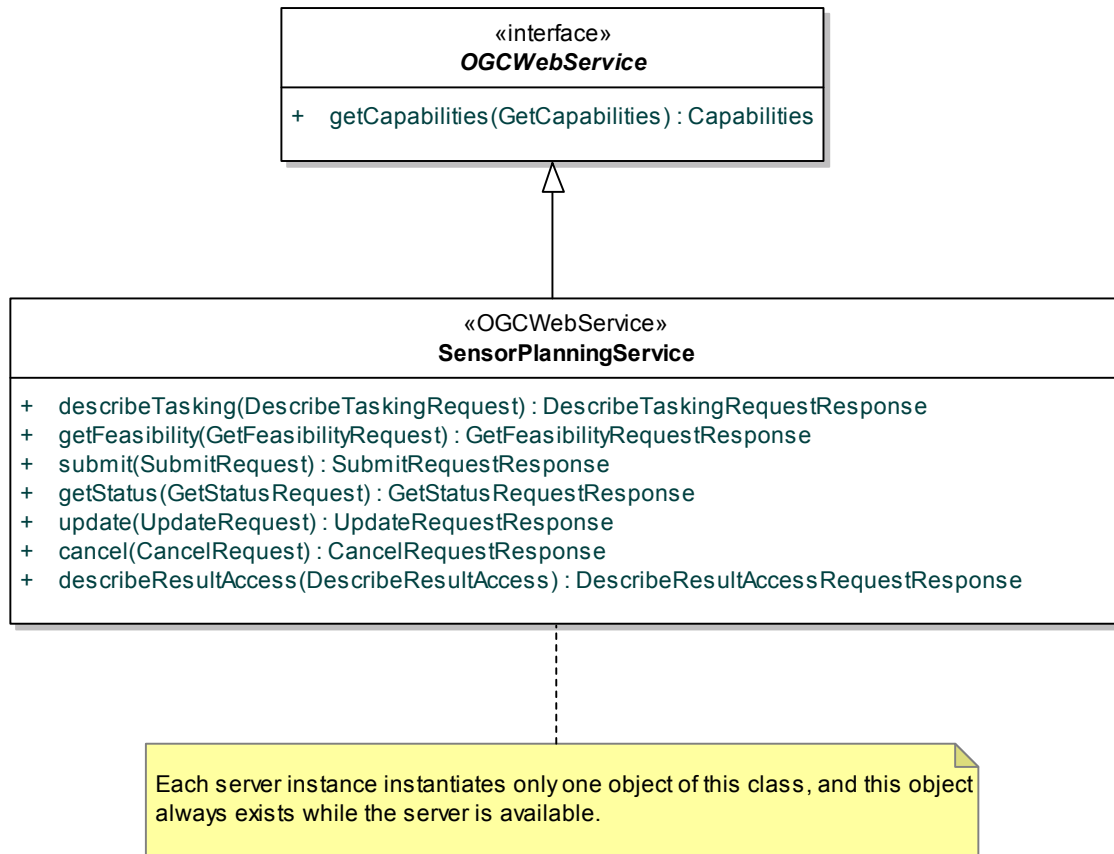 «interface»
OGCWebService
+ getCapabilities(GetCapabilities) : Capabilities
«OGCWebService»
SensorPlanningService
+ describeTasking(DescribeTaskingRequest) : DescribeTaskingRequestResponse
+ getFeasibility(GetFeasibilityRequest) : GetFeasibilityRequestResponse
+ submit(SubmitRequest) : SubmitRequestResponse
+ getStatus(GetStatusRequest) : GetStatusRequestResponse
+ update(UpdateRequest) : UpdateRequestResponse
+ cancel(CancelRequest) : CancelRequestResponse
+ describeResultAccess(DescribeResultAccess) : DescribeResultAccessRequestResponse
Each server instance instantiates only one object of this class, and this object
always exists while the server is available.